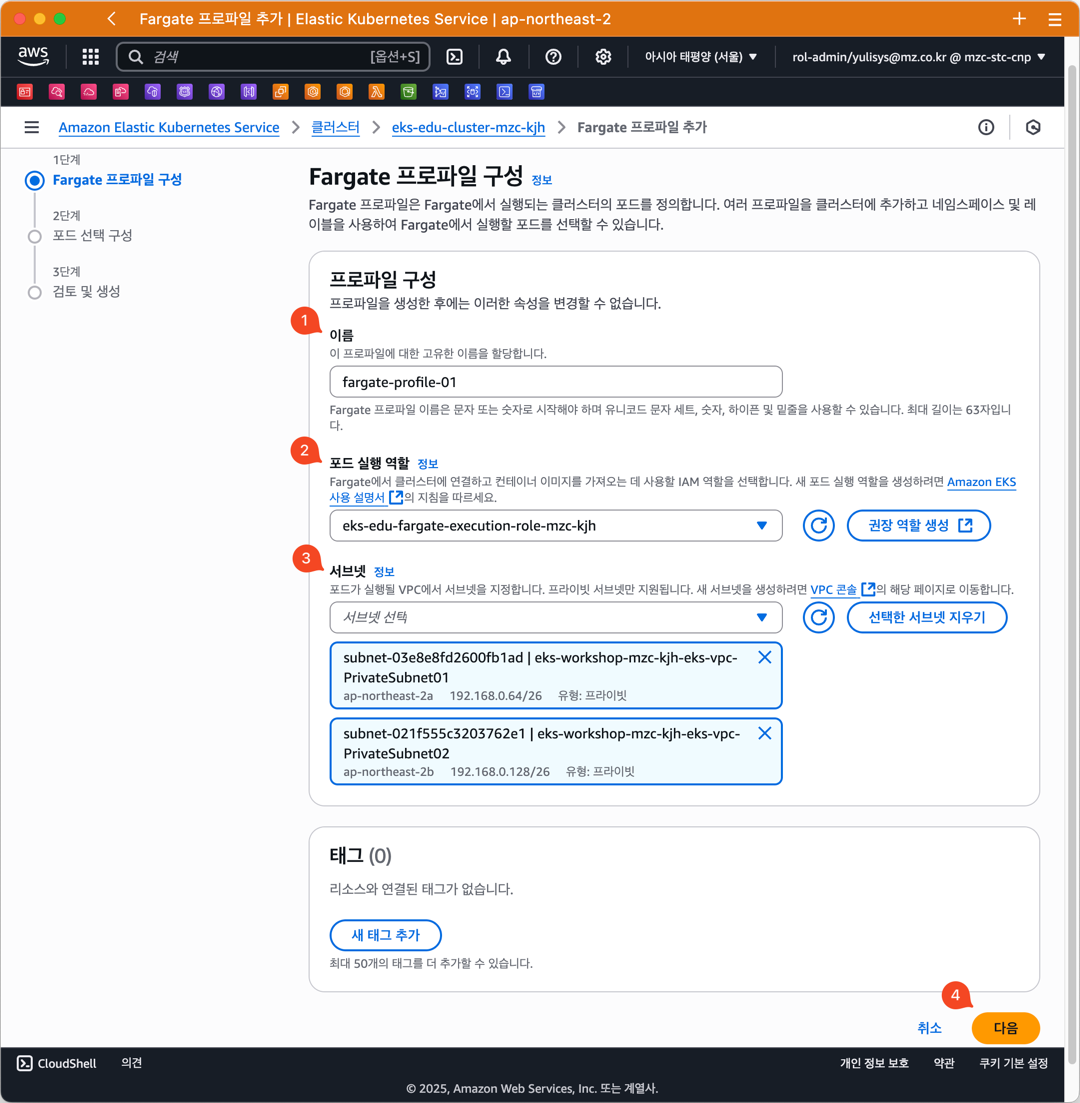 Fargate 프로파일 추가 | Elastic Kubernetes Service | ap-northeast-2
aws
검색
[옵션+S]
아시아 태평양 (서울)
rol-admin/yulisys@mz.co.kr @ mzc-stc-cnp
Amazon Elastic Kubernetes Service
클러스터
eks-edu-cluster-mzc-kjh
Fargate 프로파일 추가
1단계
Fargate 프로파일 구성
2단계
포드 선택 구성
3단계
검토 및 생성
Fargate 프로파일 구성 정보
Fargate 프로파일은 Fargate에서 실행되는 클러스터의 포드를 정의합니다. 여러 프로파일을 클러스터에 추가하고 네임스페이스 및 레
이블을 사용하여 Fargate에서 실행할 포드를 선택할 수 있습니다.
프로파일 구성
프로파일을 생성한 후에는 이러한 속성을 변경할 수 없습니다.
1
이름
이 프로파일에 대한 고유한 이름을 할당합니다.
fargate-profile-01
Fargate 프로파일 이름은 문자 또는 숫자로 시작해야 하며 유니코드 문자 세트, 숫자, 하이픈 및 밑줄을 사용할 수 있습니다. 최대 길이는 63자입니
다.
2
포드 실행 역할 정보
Fargate에서 클러스터에 연결하고 컨테이너 이미지를 가져오는 데 사용할 IAM 역할을 선택합니다. 새 포드 실행 역할을 생성하려면 Amazon EKS
사용 설명서의 지침을 따르세요.
eks-edu-fargate-execution-role-mzc-kjh
권장 역할 생성
3
서브넷 정보
포드가 실행될 VPC에서 서브넷을 지정합니다. 프라이빗 서브넷만 지원됩니다. 새 서브넷을 생성하려면 VPC 콘솔의 해당 페이지로 이동합니다.
서브넷 선택
선택한 서브넷 지우기
subnet-03e8e8fd2600fb1ad | eks-workshop-mzc-kjh-eks-vpc-
PrivateSubnet01
ap-northeast-2a 192.168.0.64/26 유형: 프라이빗
subnet-021f555c3203762e1 | eks-workshop-mzc-kjh-eks-vpc-
PrivateSubnet02
ap-northeast-2b 192.168.0.128/26 유형: 프라이빗
태그 (0)
리소스와 연결된 태그가 없습니다.
새 태그 추가
최대 50개의 태그를 더 추가할 수 있습니다.
4
취소
다음
CloudShell
의견
개인 정보 보호
약관
쿠키 기본 설정
© 2025, Amazon Web Services, Inc. 또는 계열사.